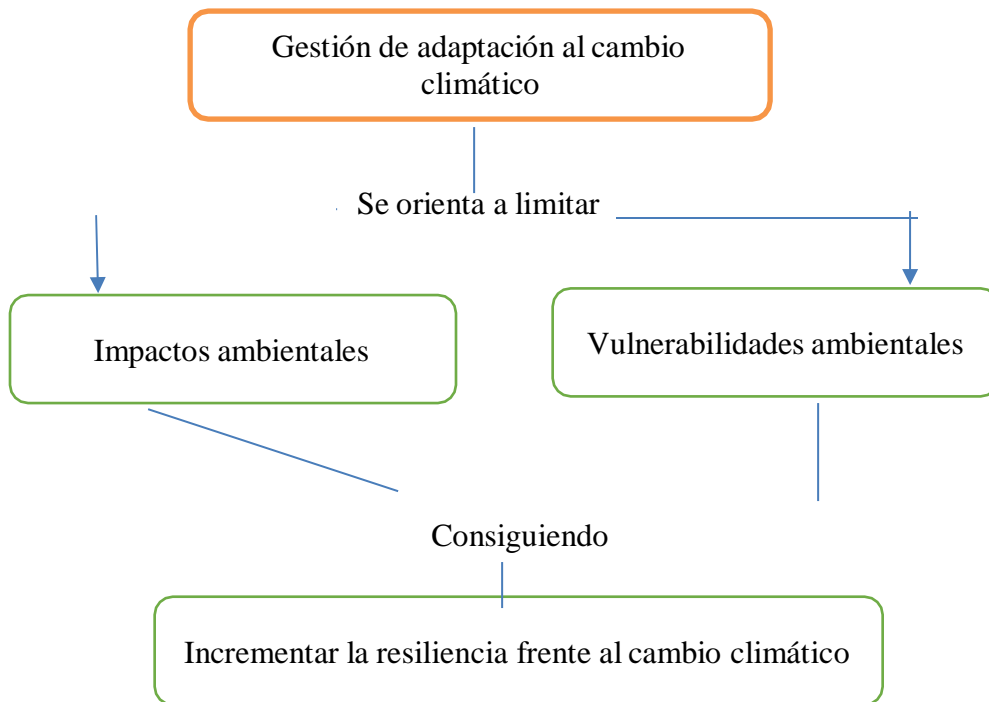 Gestión de adaptación al cambio
climático
Se orienta a limitar
Impactos ambientales
Vulnerabilidades ambientales
Consiguiendo
Incrementar la resiliencia frente al cambio climático